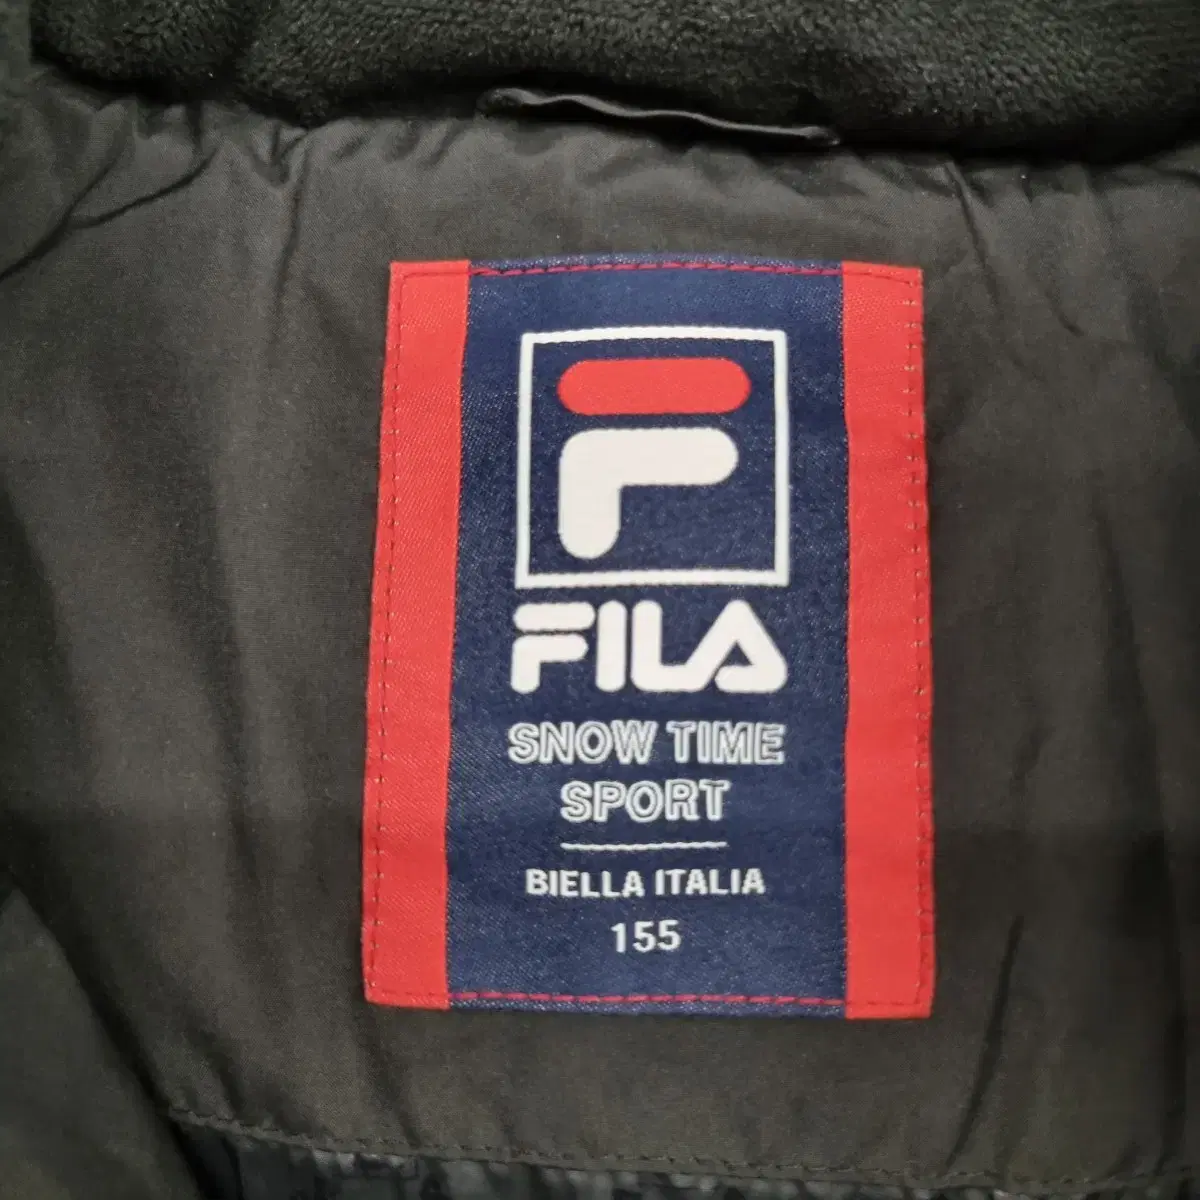 FILA
SNOW TIME
SPORT
BIELLA ITALIA
155